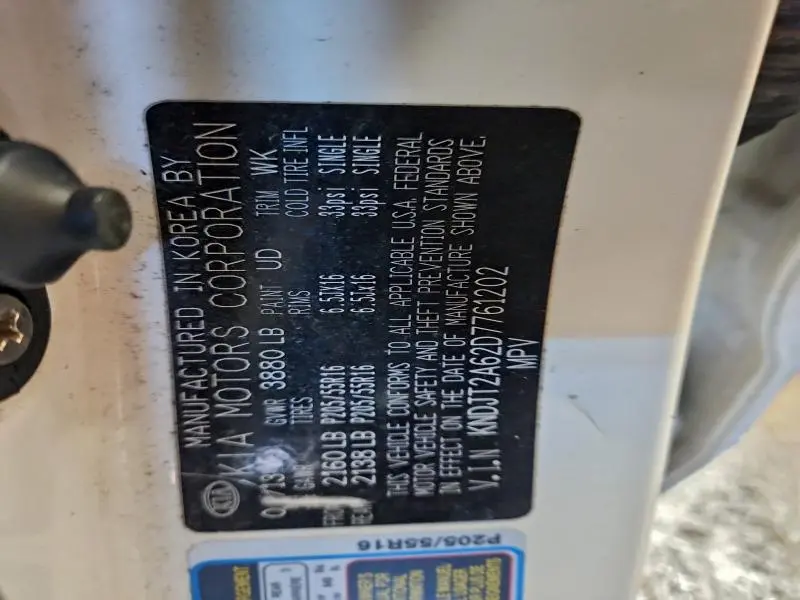 MANUFACTURED IN KOREA BY
KIA KIA MOTORS CORPORATION
GVWR 3880 LB PAINT UD TRIM WK
GAWR TIRES RIMS COLD TIRE INFL
2160 LB P205/55R16 6.5JX16 33psi SINGLE
2138 LB P205/55R16 6.5Jx16 33psi SINGLE
THIS VEHICLE CONFORMS TO ALL APPLICABLE U.S.A. FEDERAL
MOTOR VEHICLE SAFETY AND THEFT PREVENTION STANDARDS
IN EFFECT ON THE DATE OF MANUFACTURE SHOWN ABOVE.
V.I.N KNDJT2A62D7761202
MPV
P205/55R16